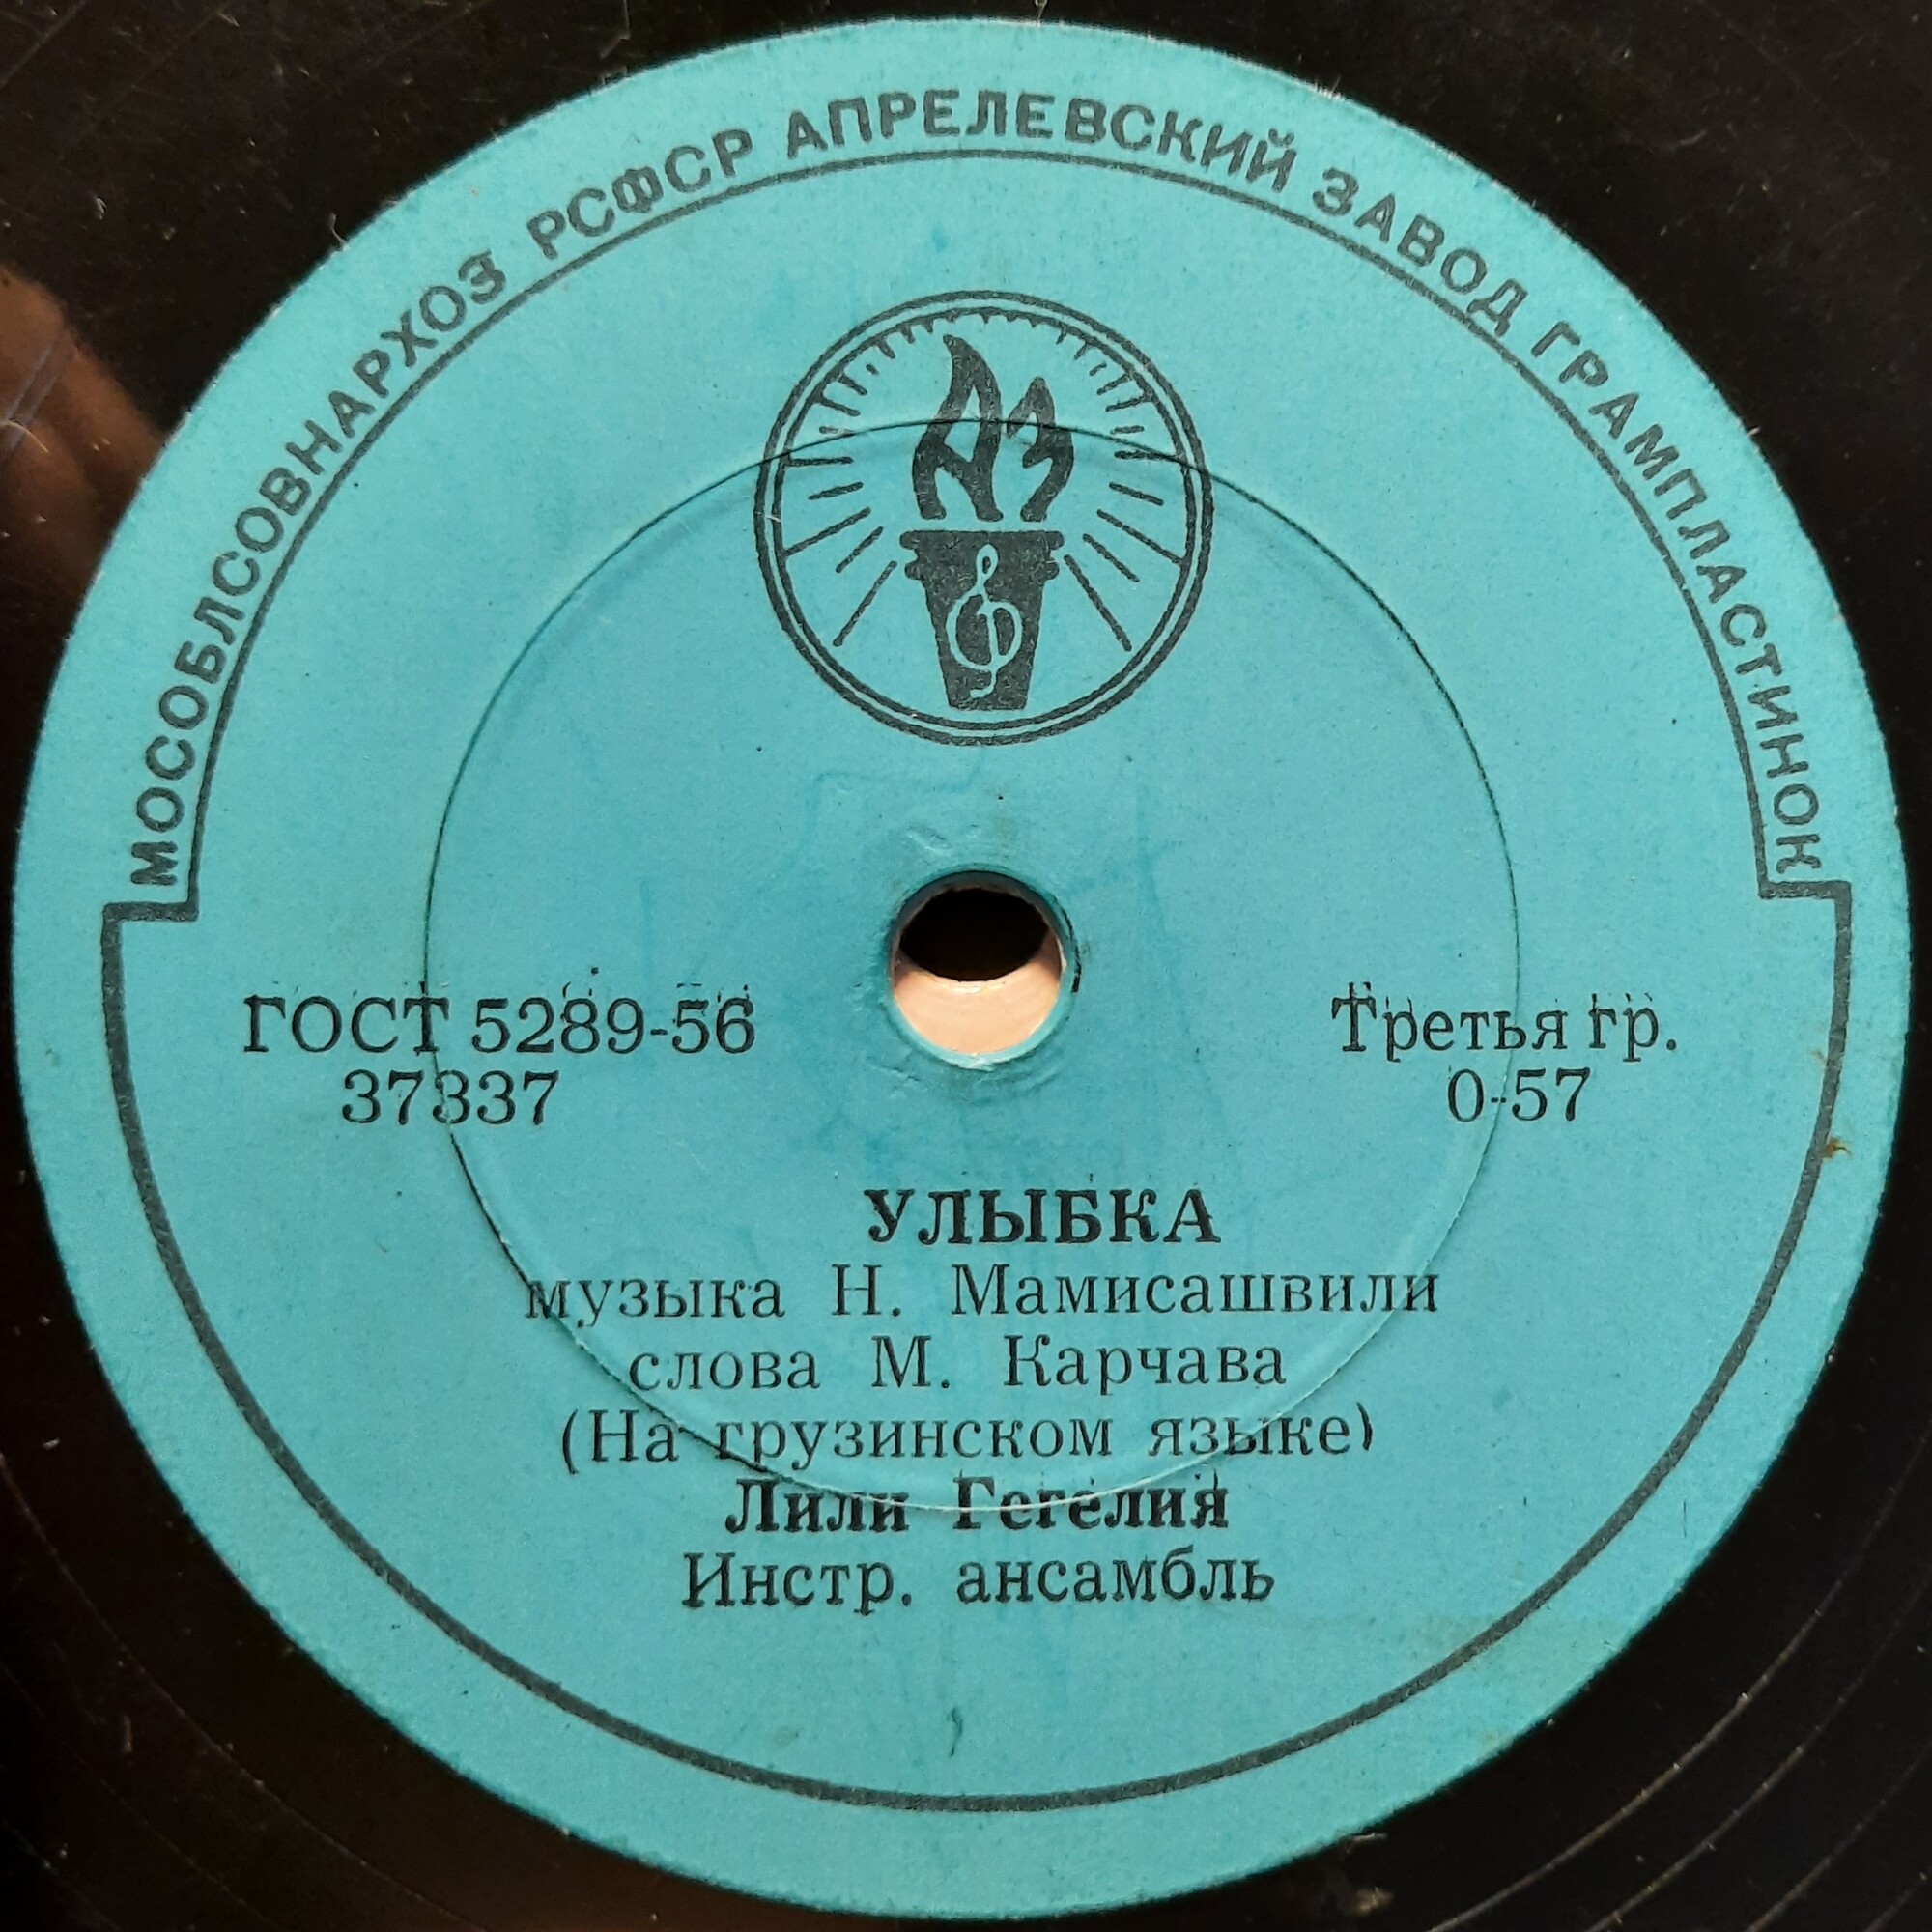 МОСОБЛСОВНАРХОЗ РСФСР АПРЕЛЕВСКИЙ ЗАВОД ГРАМПЛАСТИНОК
АЗ
ГОСТ 5289-56
37337
Третья гр.
0-57
УЛЫБКА
музыка Н. Мамисашвили
слова М. Карчава
(На грузинском языке)
Лили Гегелия
Инстр. ансамбль